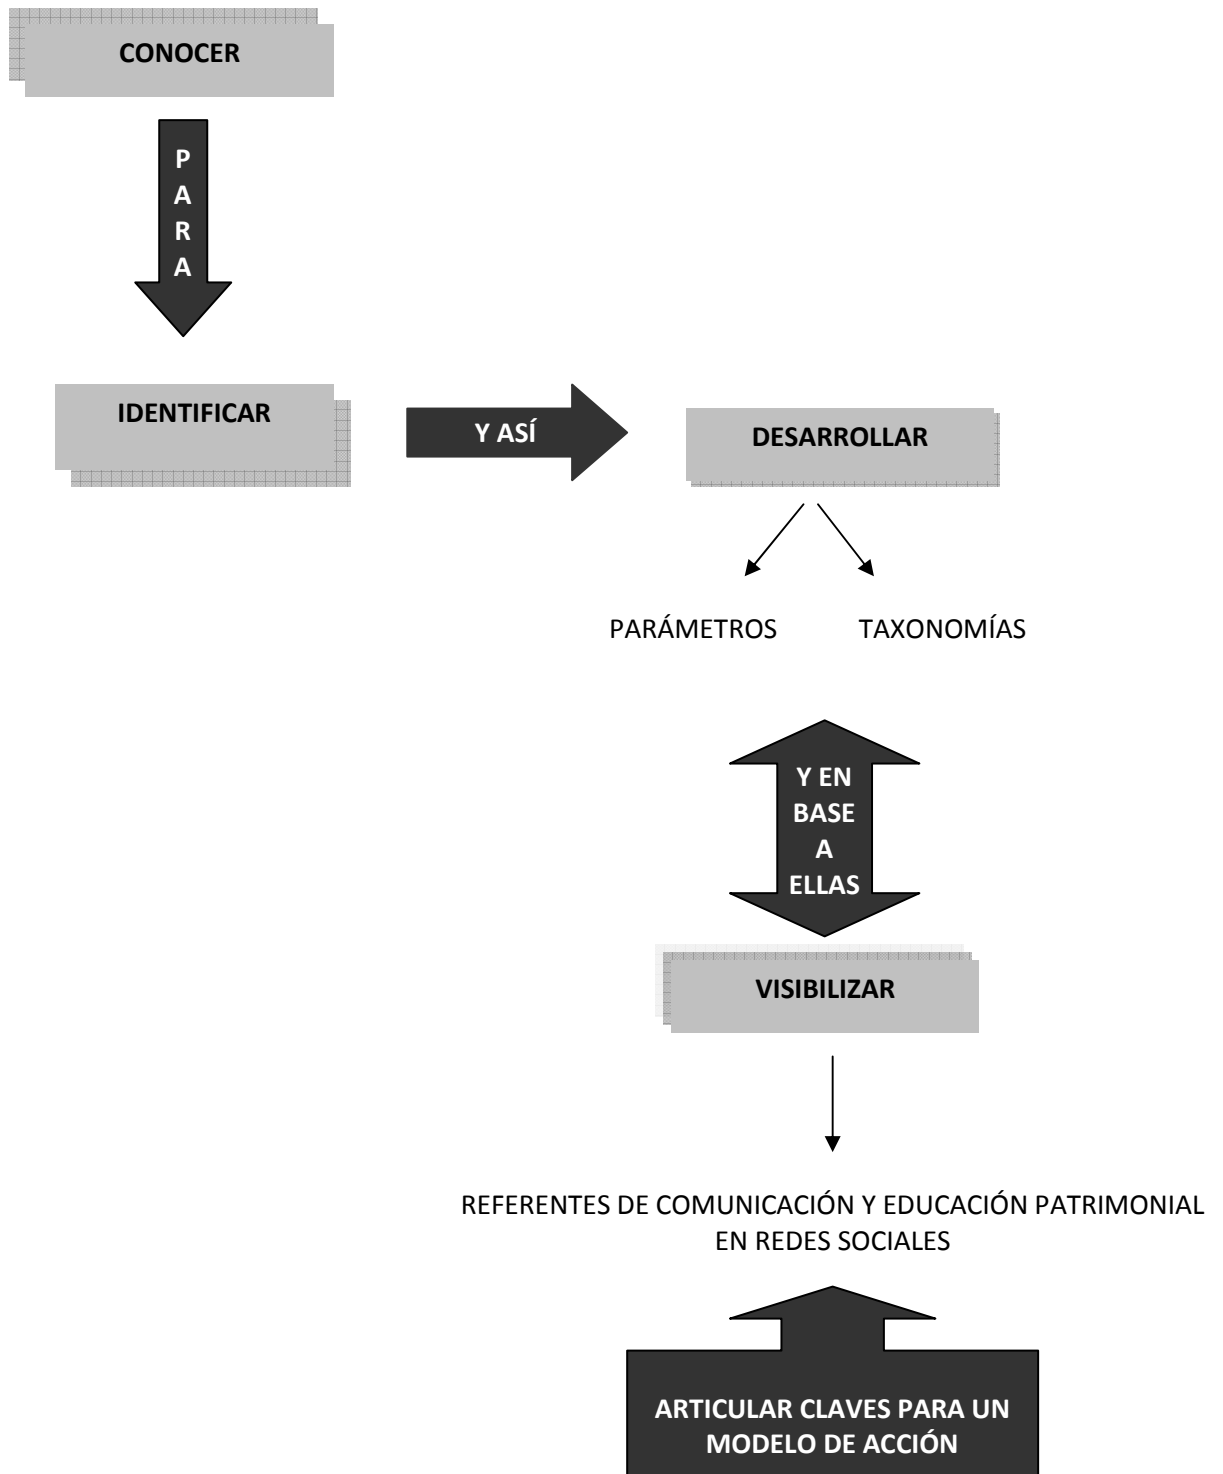 CONOCER
P
A
R
A
IDENTIFICAR
Y ASÍ
DESARROLLAR
PARÁMETROS
TAXONOMÍAS
Y EN
BASE
A
ELLAS
VISIBILIZAR
REFERENTES DE COMUNICACIÓN Y EDUCACIÓN PATRIMONIAL
EN REDES SOCIALES
ARTICULAR CLAVES PARA UN
MODELO DE ACCIÓN